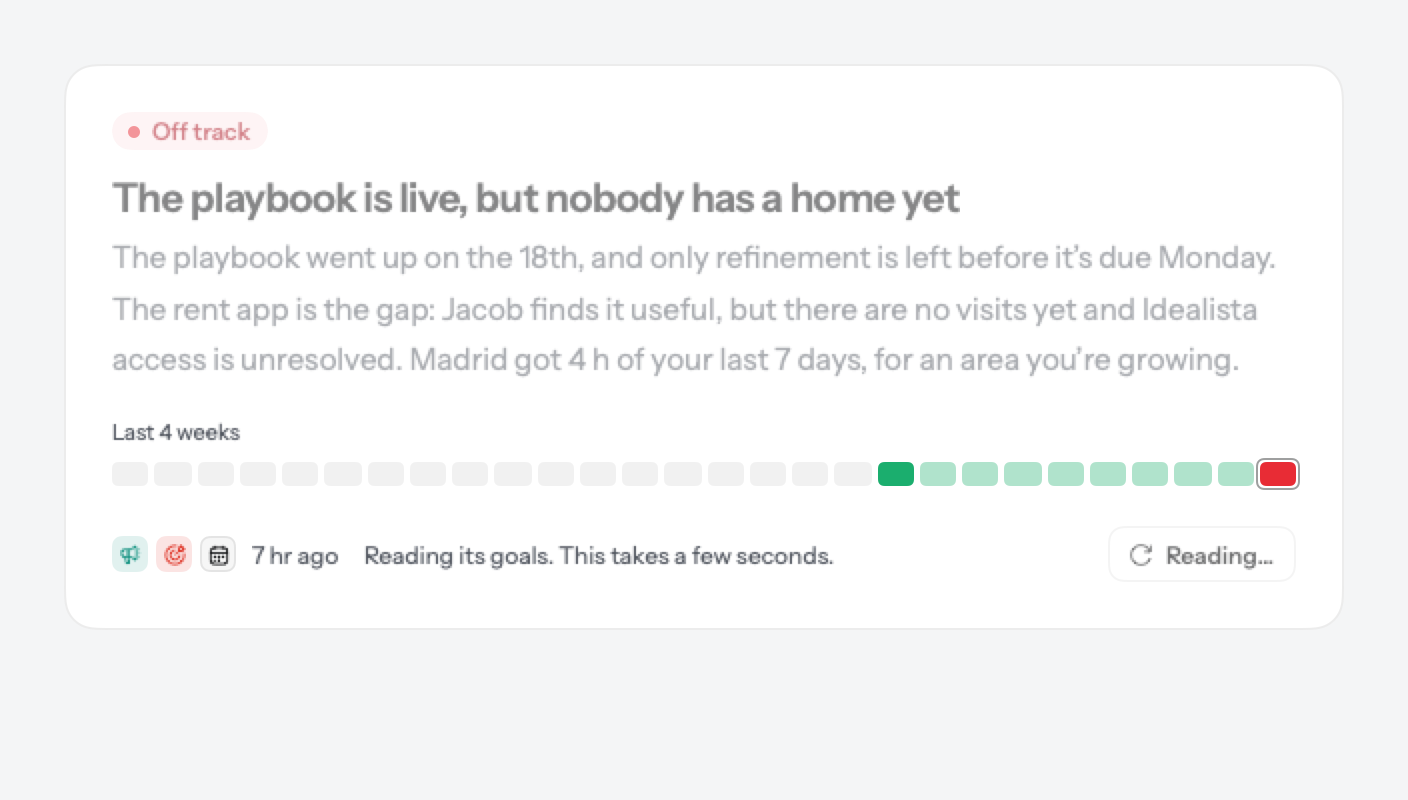 Off track
The playbook is live, but nobody has a home yet
The playbook went up on the 18th, and only refinement is left before it’s due Monday.
The rent app is the gap: Jacob finds it useful, but there are no visits yet and Idealista
access is unresolved. Madrid got 4 h of your last 7 days, for an area you’re growing.
Last 4 weeks
7 hr ago Reading its goals. This takes a few seconds. Reading...